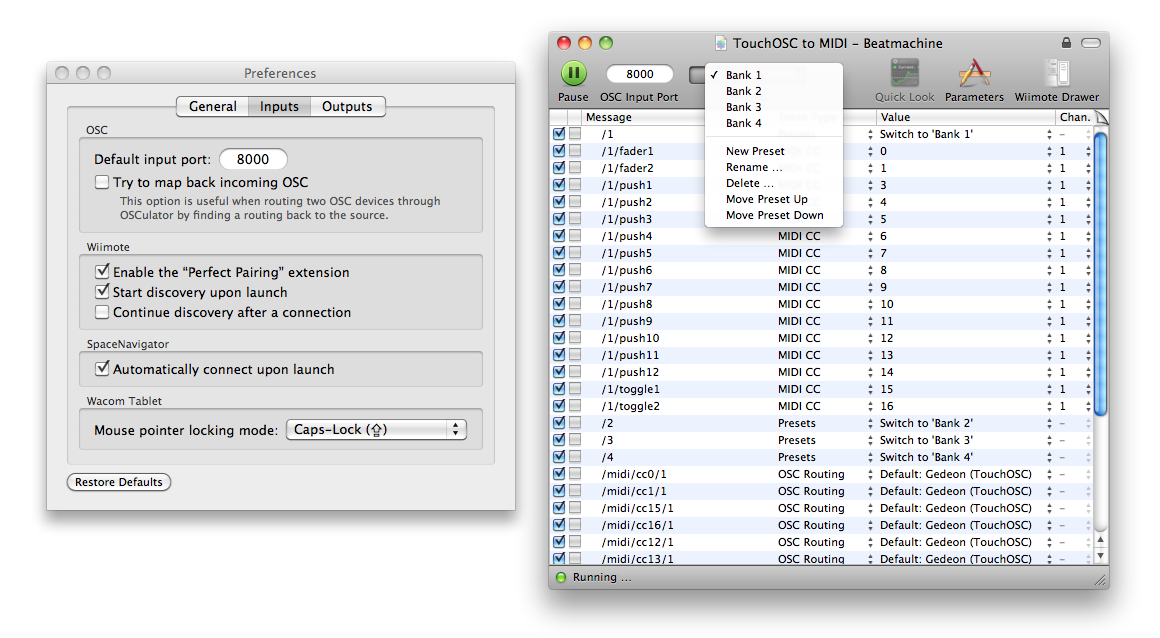 Preferences
General Inputs Outputs
OSC
Default input port: 8000
Try to map back incoming OSC
This option is useful when routing two OSC devices through
OSCulator by finding a routing back to the source.
Wiimote
Enable the “Perfect Pairing” extension
Start discovery upon launch
Continue discovery after a connection
SpaceNavigator
Automatically connect upon launch
Wacom Tablet
Mouse pointer locking mode: Caps-Lock (⇪)
Restore Defaults
TouchOSC to MIDI – Beatmachine
8000
Pause OSC Input Port Quick Look Parameters Wiimote Drawer
✓ Bank 1
Bank 2
Bank 3
Bank 4
New Preset
Rename ...
Delete ...
Move Preset Up
Move Preset Down
Message Value Chan.
/1 Switch to 'Bank 1' –
/1/fader1 0 1
/1/fader2 1 1
/1/push1 3 1
/1/push2 4 1
/1/push3 5 1
/1/push4 MIDI CC 6 1
/1/push5 MIDI CC 7 1
/1/push6 MIDI CC 8 1
/1/push7 MIDI CC 9 1
/1/push8 MIDI CC 10 1
/1/push9 MIDI CC 11 1
/1/push10 MIDI CC 12 1
/1/push11 MIDI CC 13 1
/1/push12 MIDI CC 14 1
/1/toggle1 MIDI CC 15 1
/1/toggle2 MIDI CC 16 1
/2 Presets Switch to 'Bank 2' –
/3 Presets Switch to 'Bank 3' –
/4 Presets Switch to 'Bank 4' –
/midi/cc0/1 OSC Routing Default: Gedeon (TouchOSC) –
/midi/cc1/1 OSC Routing Default: Gedeon (TouchOSC) –
/midi/cc15/1 OSC Routing Default: Gedeon (TouchOSC) –
/midi/cc16/1 OSC Routing Default: Gedeon (TouchOSC) –
/midi/cc12/1 OSC Routing Default: Gedeon (TouchOSC) –
/midi/cc13/1 OSC Routing Default: Gedeon (TouchOSC) –
Running ...